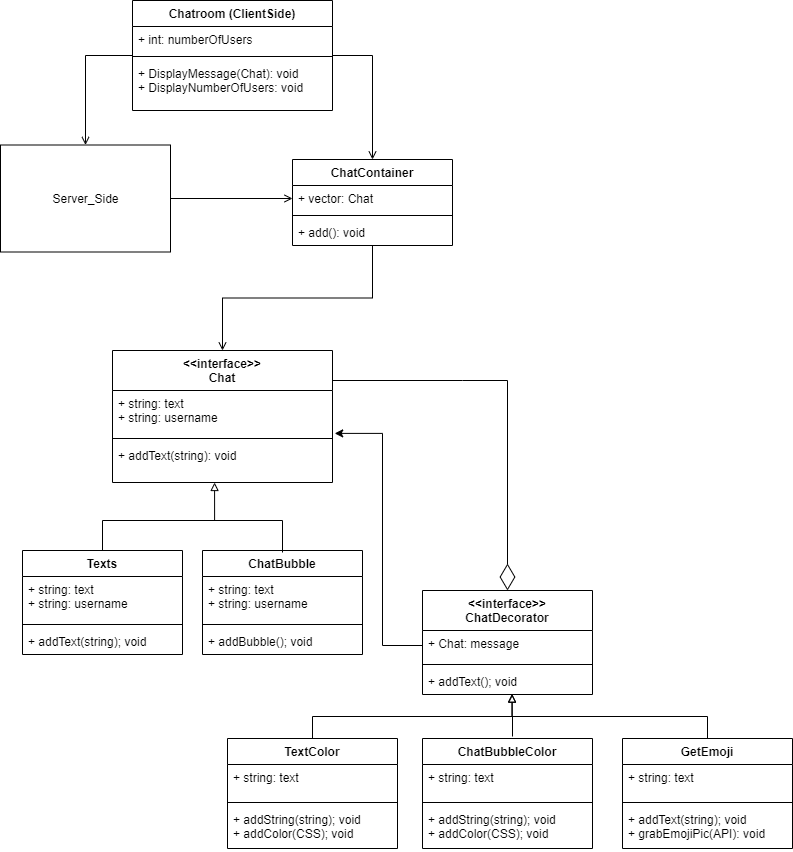 Chatroom (ClientSide)
+ int: numberOfUsers
+ DisplayMessage(Chat): void
+ DisplayNumberOfUsers: void
Server_Side
ChatContainer
+ vector: Chat
+ add(): void
<<interface>>
Chat
+ string: text
+ string: username
+ addText(string): void
Texts
+ string: text
+ string: username
+ addText(string); void
ChatBubble
+ string: text
+ string: username
+ addBubble(); void
<<interface>>
ChatDecorator
+ Chat: message
+ addText(); void
TextColor
+ string: text
+ addString(string); void
+ addColor(CSS); void
ChatBubbleColor
+ string: text
+ addString(string); void
+ addColor(CSS); void
GetEmoji
+ string: text
+ addText(string); void
+ grabEmojiPic(API): void